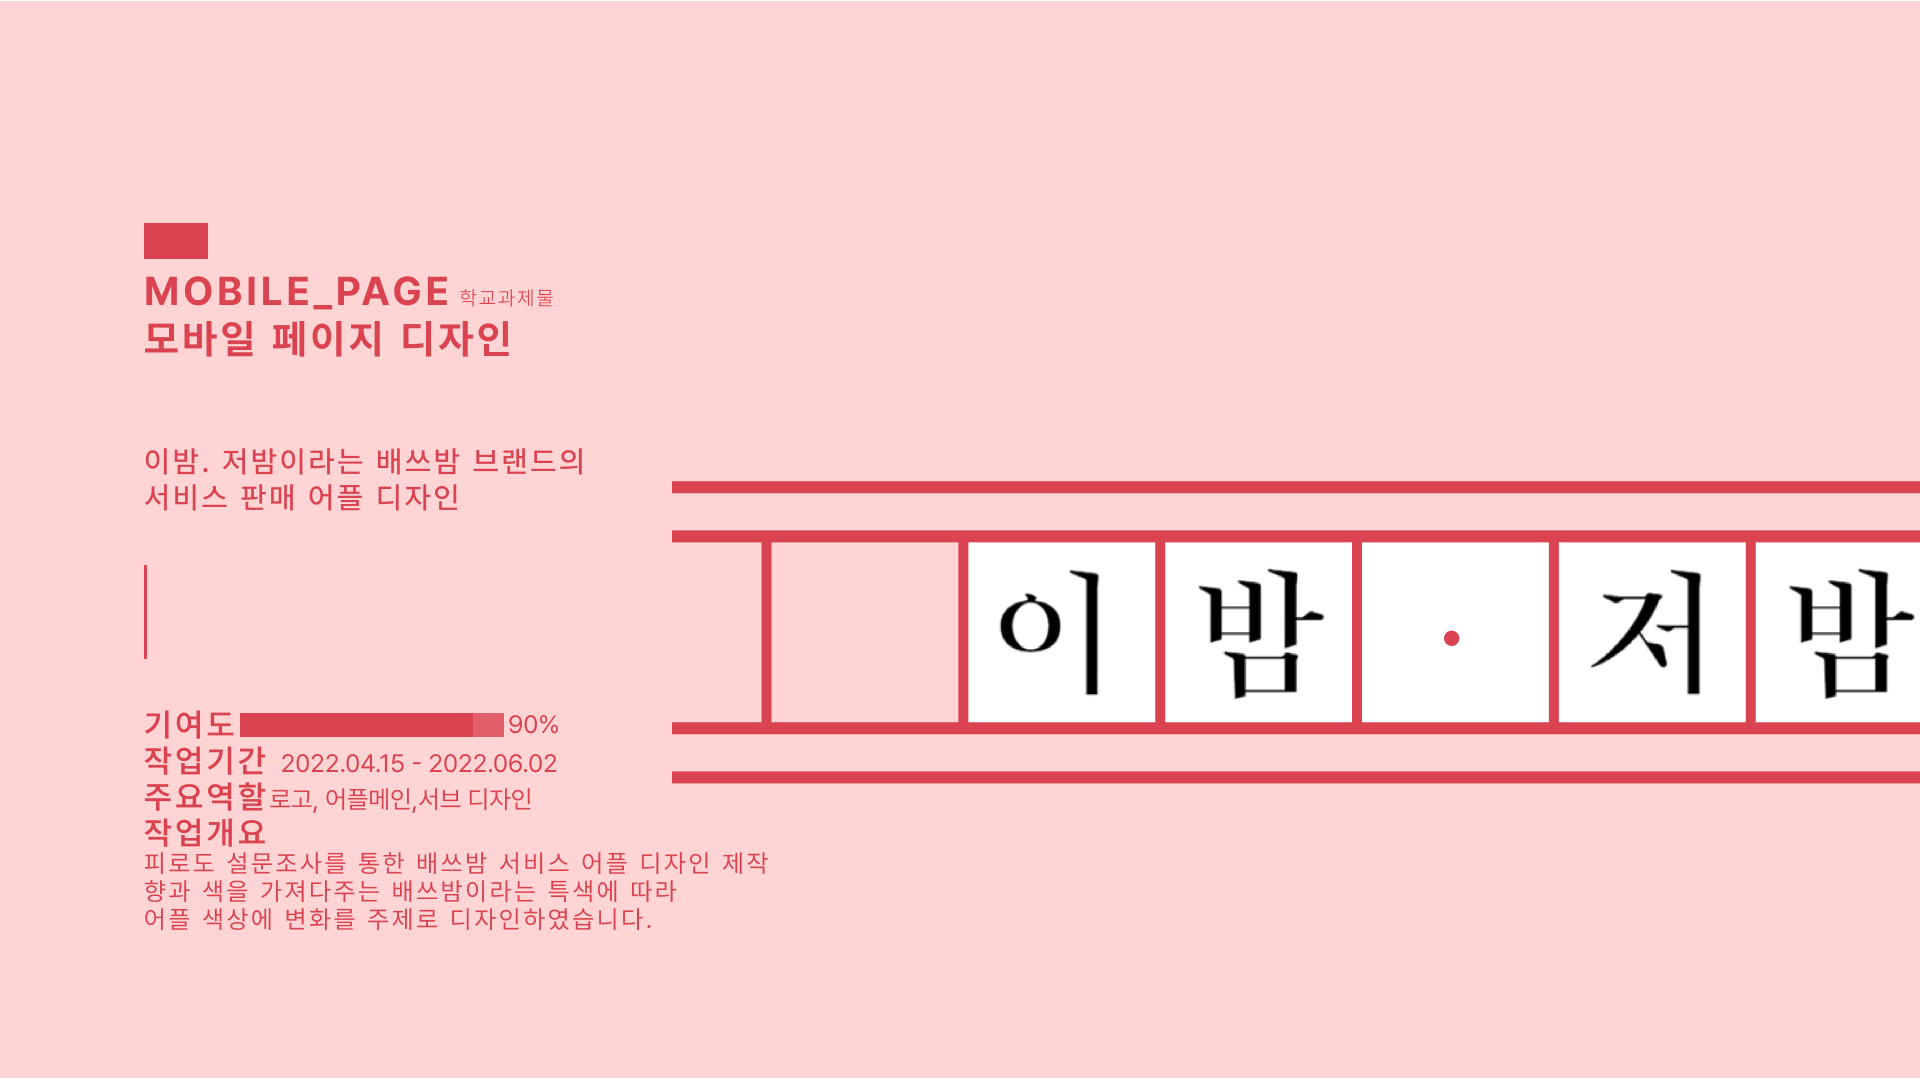 MOBILE_PAGE 학교과제물
모바일 페이지 디자인
이밤. 저밤이라는 배쓰밤 브랜드의
서비스 판매 어플 디자인
기여도 90%
작업기간 2022.04.15 - 2022.06.02
주요역할 로고, 어플메인,서브 디자인
작업개요
피로도 설문조사를 통한 배쓰밤 서비스 어플 디자인 제작
향과 색을 가져다주는 배쓰밤이라는 특색에 따라
어플 색상에 변화를 주제로 디자인하였습니다.
이밤·저밤